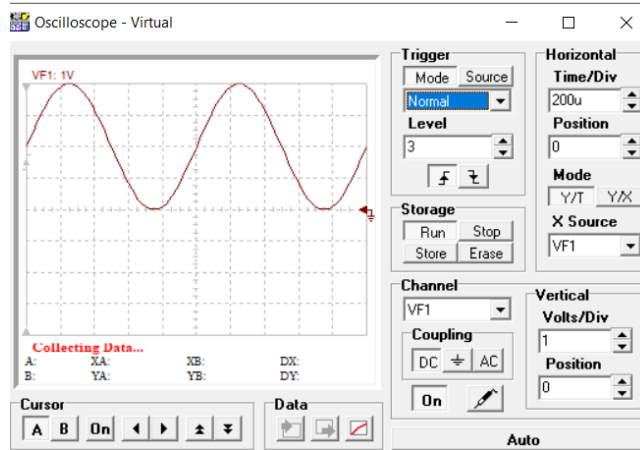 Oscilloscope - Virtual
VF1: 1V
Collecting Data...
A: XA: XB: DX:
B: YA: YB: DY:
Cursor
A B On
Data
Trigger
Mode Source
Normal
Level
3
Storage
Run Stop
Store Erase
Channel
VF1
Coupling
DC AC
On
Horizontal
Time/Div
200u
Position
0
Mode
Y/T Y/X
X Source
VF1
Vertical
Volts/Div
1
Position
0
Auto